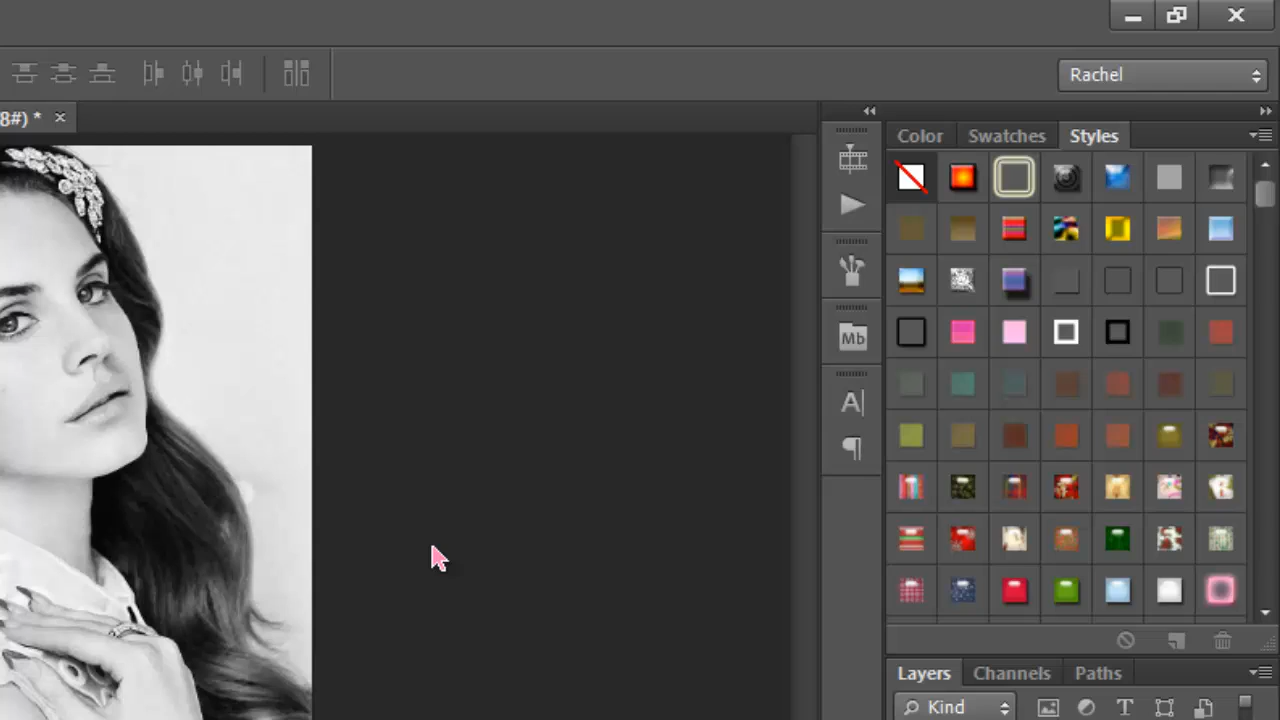 Rachel
8#) * ×
Color Swatches Styles
Mb
A|
Layers Channels Paths
Kind
T